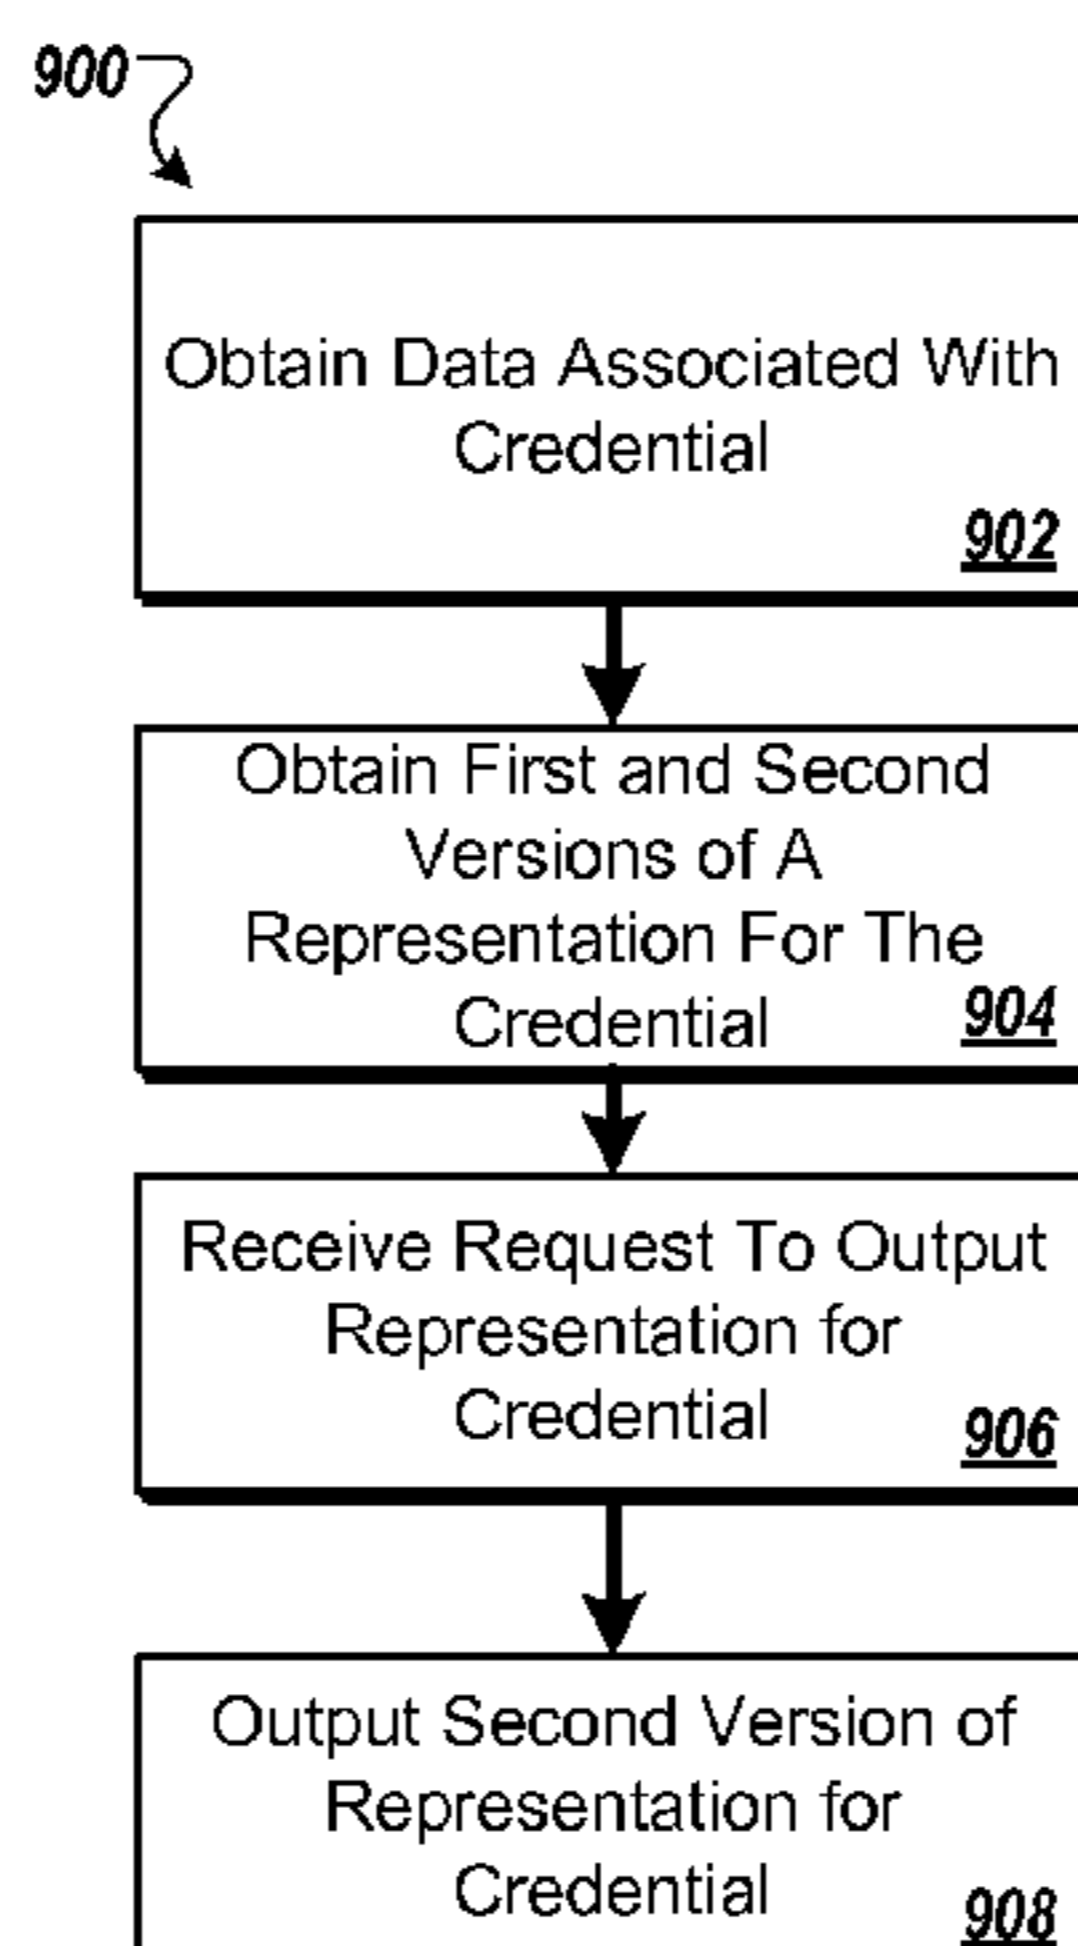 900
Obtain Data Associated With
Credential
902
Obtain First and Second
Versions of A
Representation For The
Credential
904
Receive Request To Output
Representation for
Credential
906
Output Second Version of
Representation for
Credential
908